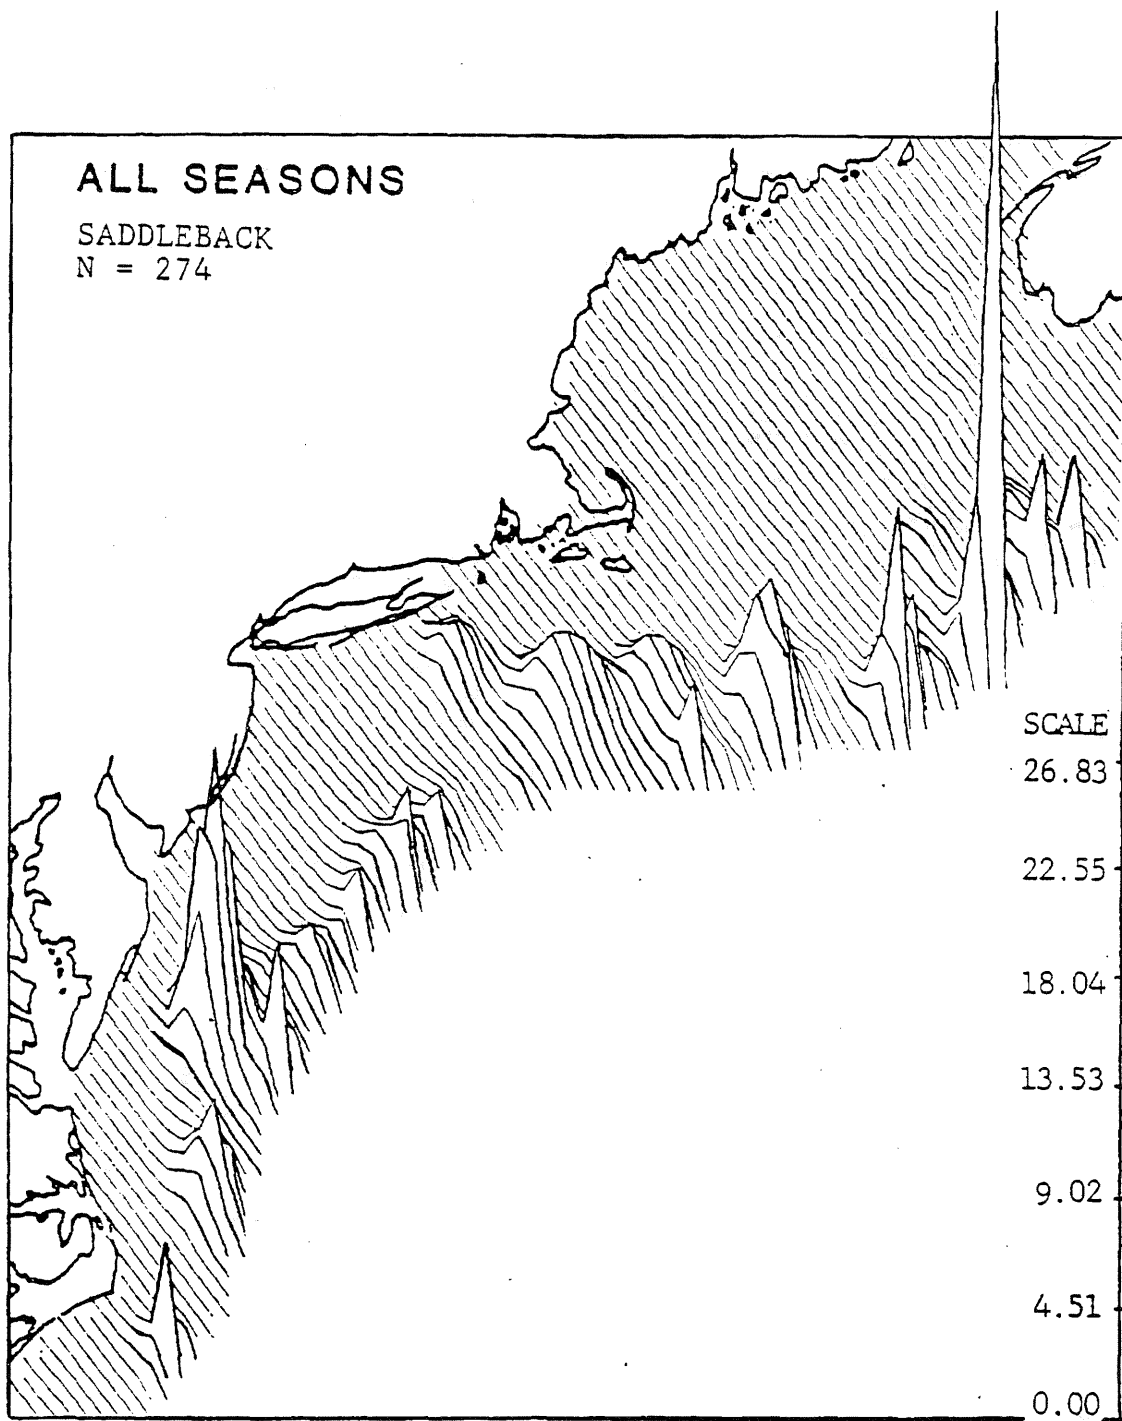 ALL SEASONS
SADDLEBACK
N = 274
SCALE
26.83
22.55
18.04
13.53
9.02
4.51
0.00